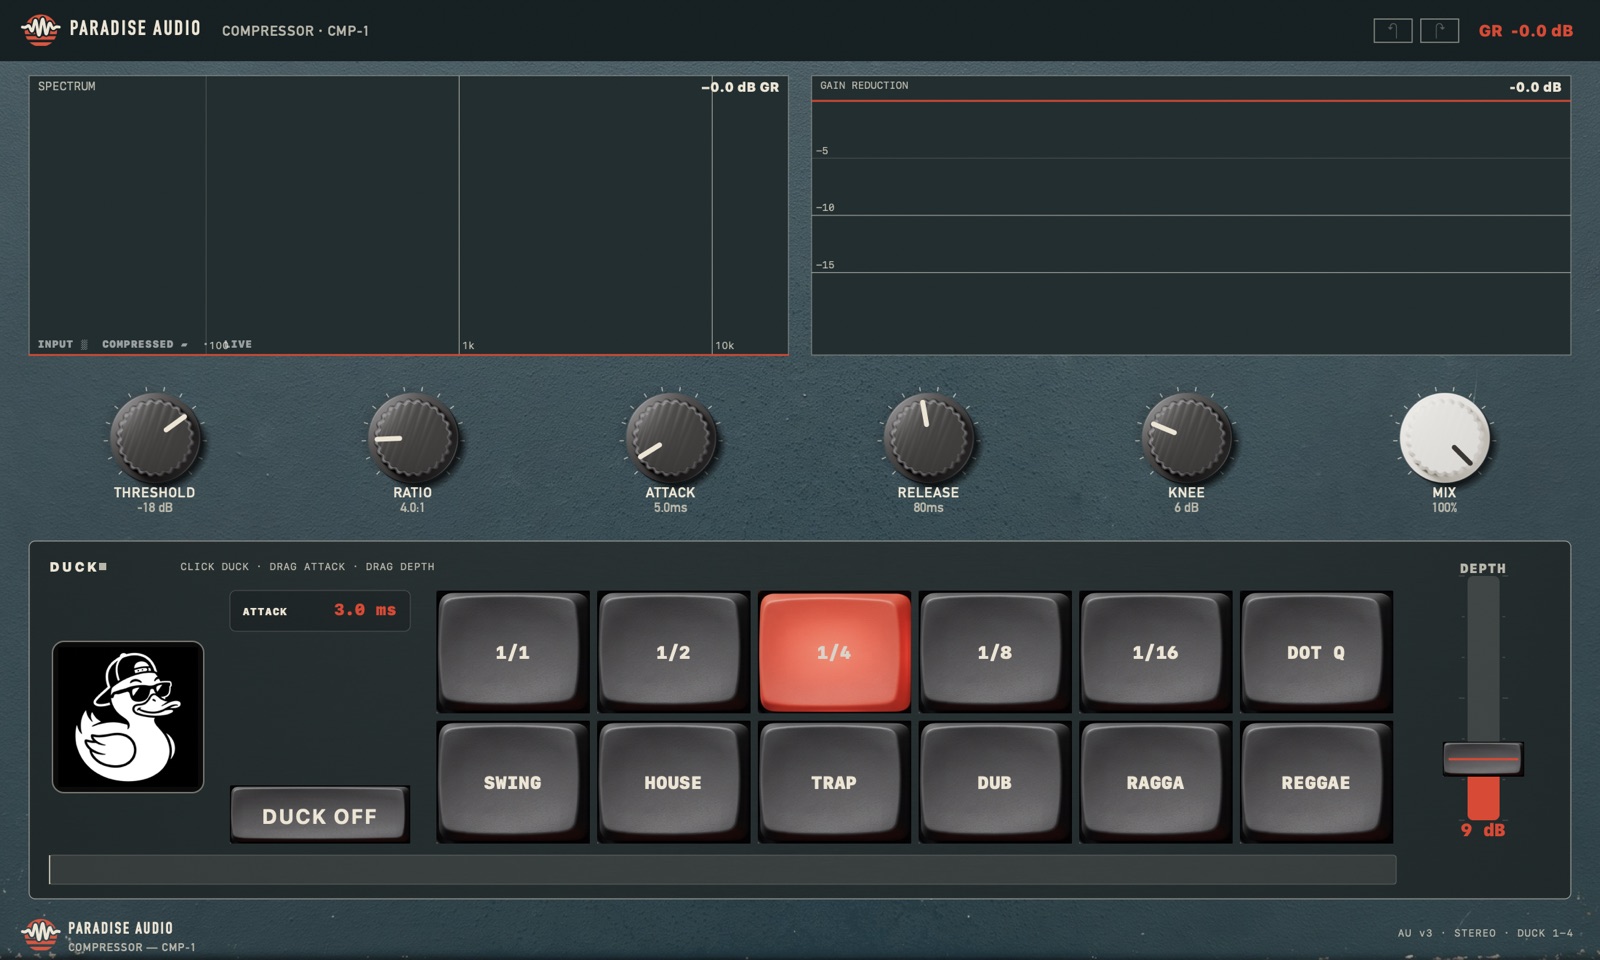 PARADISE AUDIO COMPRESSOR · CMP-1
GR -0.0 dB
SPECTRUM
−0.0 dB GR
GAIN REDUCTION
-0.0 dB
−5
−10
−15
INPUT ▒ COMPRESSED ▰ · LIVE
100
1k
10k
THRESHOLD
-18 dB
RATIO
4.0:1
ATTACK
5.0ms
RELEASE
80ms
KNEE
6 dB
MIX
100%
DUCK■
CLICK DUCK · DRAG ATTACK · DRAG DEPTH
DEPTH
ATTACK 3.0 ms
1/1
1/2
1/4
1/8
1/16
DOT Q
SWING
HOUSE
TRAP
DUB
RAGGA
REGGAE
DUCK OFF
9 dB
PARADISE AUDIO
COMPRESSOR — CMP-1
AU v3 · STEREO · DUCK 1-4